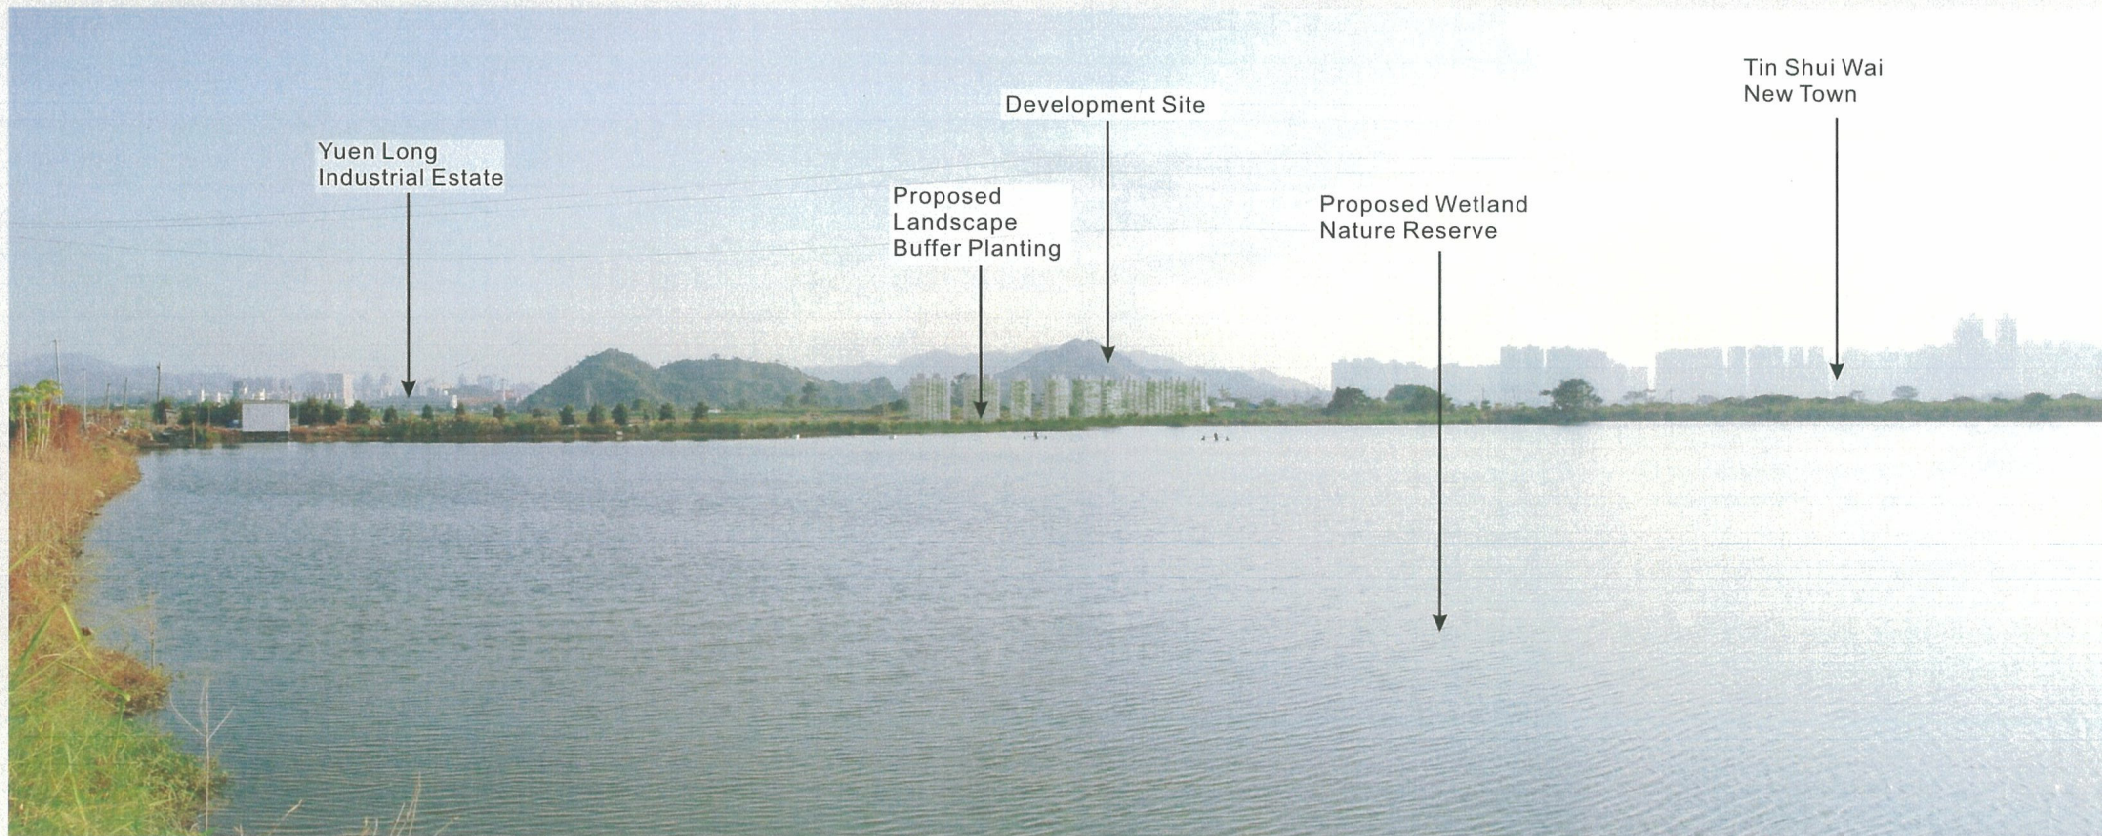 Yuen Long
Industrial Estate
Proposed
Landscape
Buffer Planting
Development Site
Proposed Wetland
Nature Reserve
Tin Shui Wai
New Town